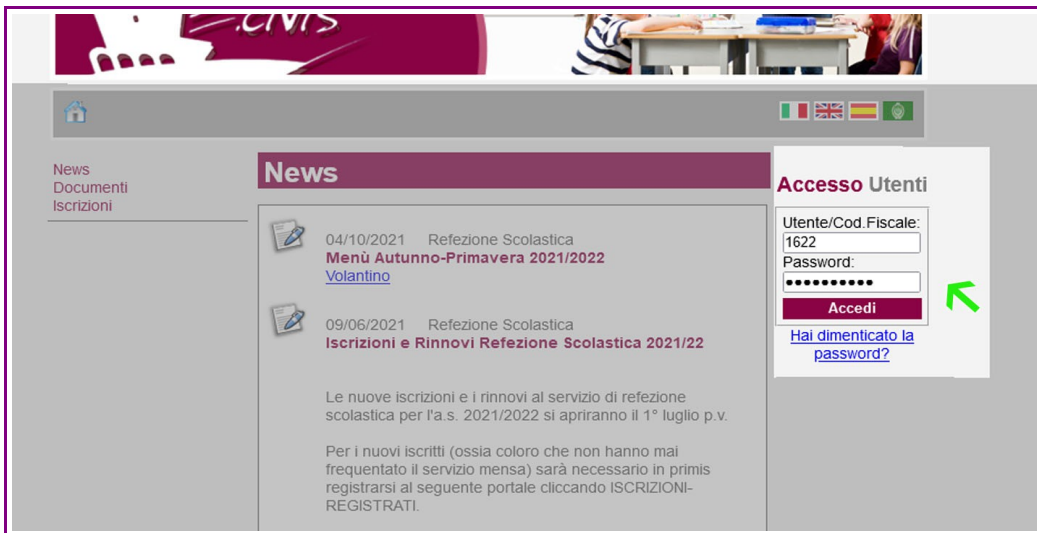 News
Documenti
Iscrizioni
News
04/10/2021 Refezione Scolastica
Menù Autunno-Primavera 2021/2022
Volantino
09/06/2021 Refezione Scolastica
Iscrizioni e Rinnovi Refezione Scolastica 2021/22
Le nuove iscrizioni e i rinnovi al servizio di refezione
scolastica per l'a.s. 2021/2022 si apriranno il 1° luglio p.v.
Per i nuovi iscritti (ossia coloro che non hanno mai
frequentato il servizio mensa) sarà necessario in primis
registrarsi al seguente portale cliccando ISCRIZIONI-
REGISTRATI.
Accesso Utenti
Utente/Cod.Fiscale:
1622
Password:
●●●●●●●●●●
Accedi
Hai dimenticato la
password?